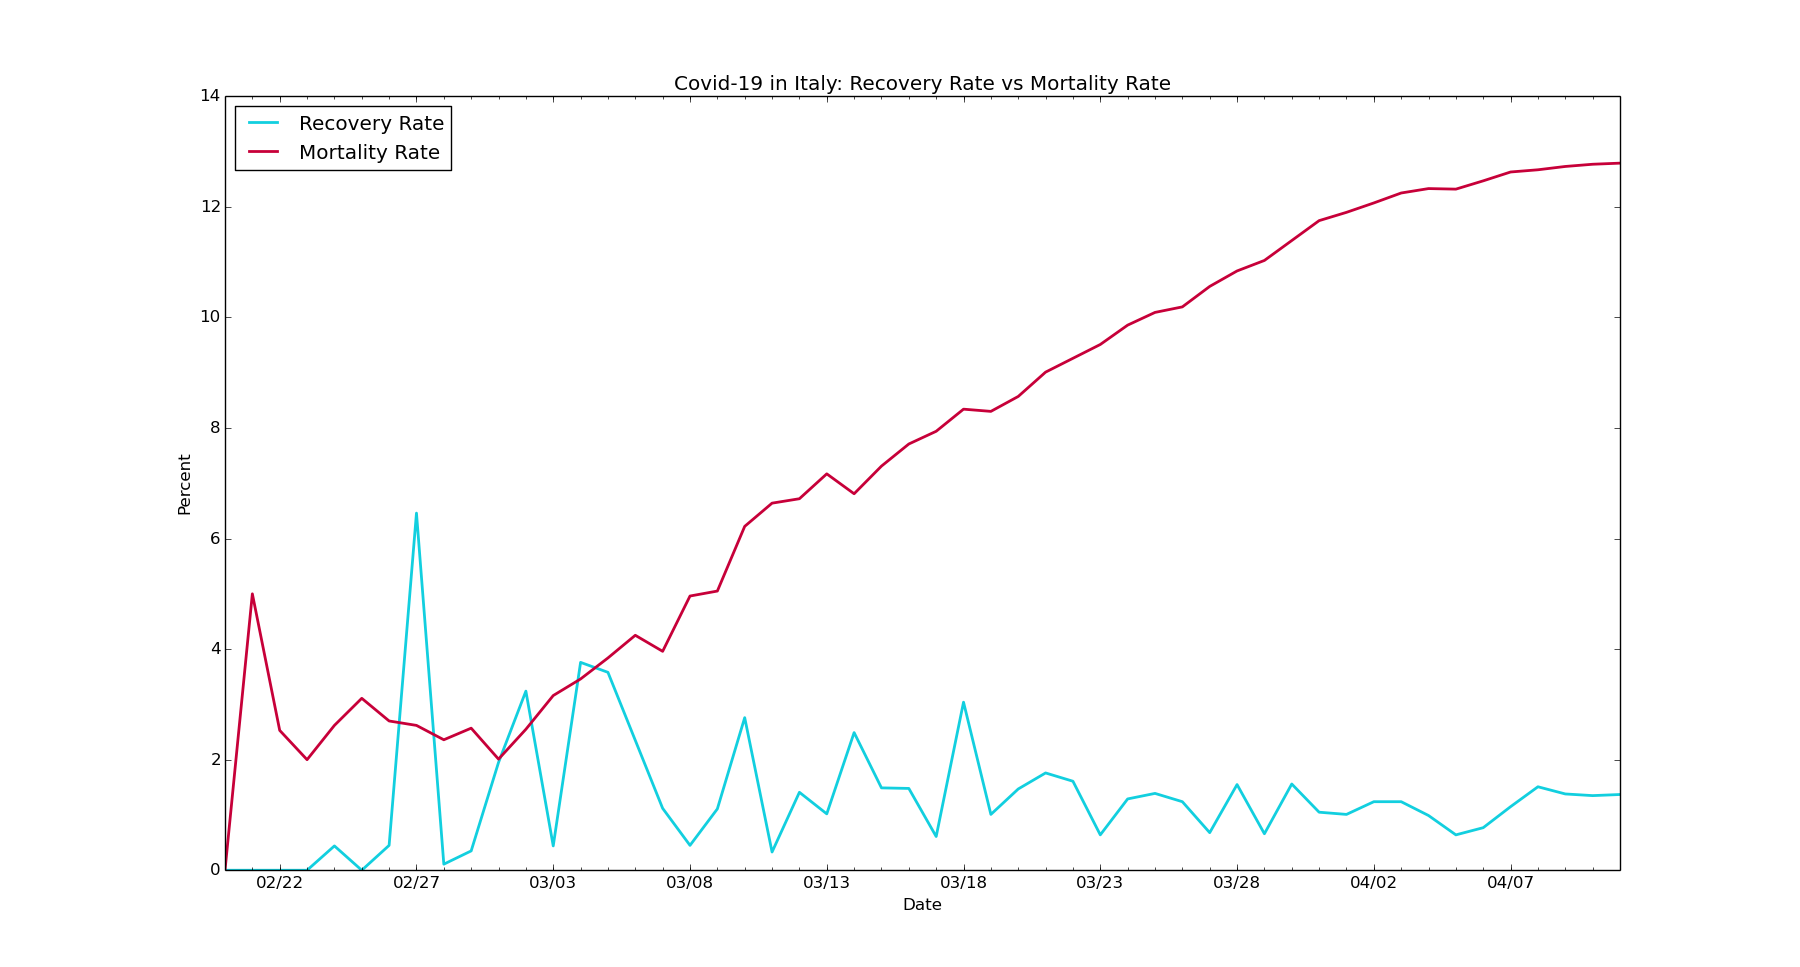 Covid-19 in Italy: Recovery Rate vs Mortality Rate
14
Recovery Rate
Mortality Rate
12
10
8
Percent
6
4
2
0
02/22 02/27 03/03 03/08 03/13 03/18 03/23 03/28 04/02 04/07
Date